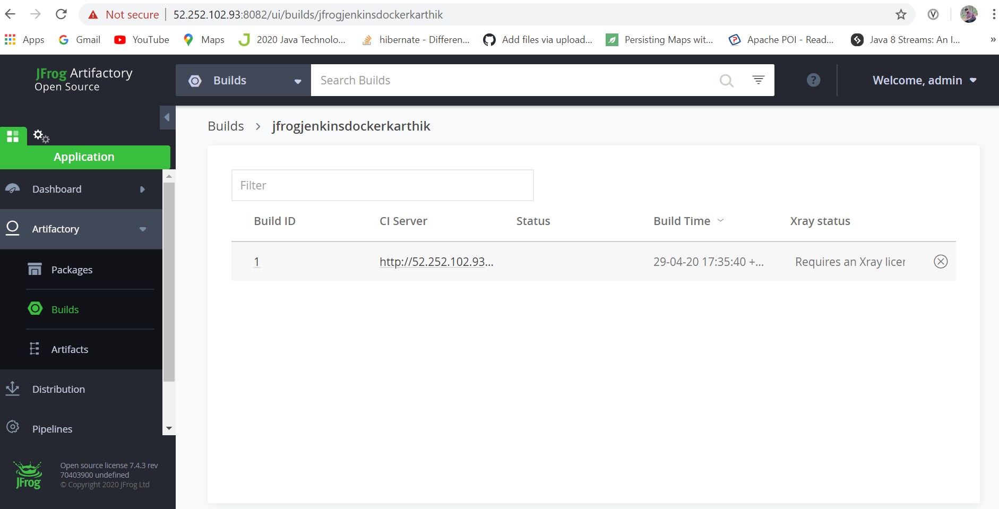 Not secure | 52.252.102.93:8082/ui/builds/jfrogjenkinsdockerkarthik
Apps Gmail YouTube Maps 2020 Java Technolo... hibernate - Differen... Add files via upload... Persisting Maps wit... Apache POI - Read... Java 8 Streams: An I... »
JFrog Artifactory
Open Source
Builds
Search Builds
?
Welcome, admin
Builds > jfrogjenkinsdockerkarthik
Application
Dashboard
Artifactory
Packages
Builds
Artifacts
Distribution
Pipelines
Filter
Build ID CI Server Status Build Time Xray status
1 http://52.252.102.93... 29-04-20 17:35:40 +... Requires an Xray licer
JFrog
Open source license 7.4.3 rev
70403900 undefined
© Copyright 2020 JFrog Ltd